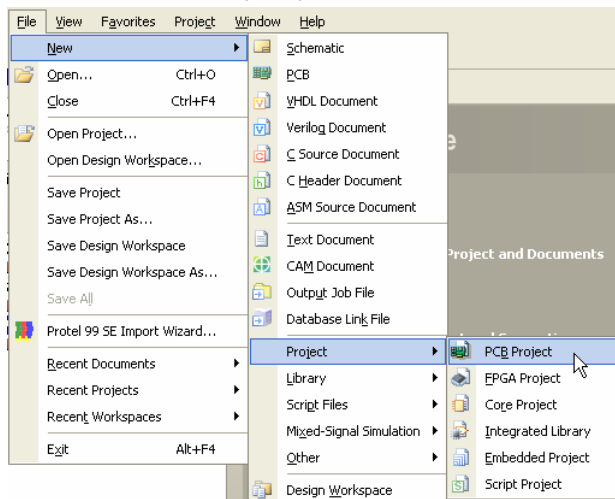 File View Favorites Project Window Help
New
Open... Ctrl+O
Close Ctrl+F4
Open Project...
Open Design Workspace...
Save Project
Save Project As...
Save Design Workspace
Save Design Workspace As...
Save All
Protel 99 SE Import Wizard...
Recent Documents
Recent Projects
Recent Workspaces
Exit Alt+F4
Schematic
PCB
VHDL Document
Verilog Document
C Source Document
C Header Document
ASM Source Document
Text Document
CAM Document
Output Job File
Database Link File
Project
Library
Script Files
Mixed-Signal Simulation
Other
Design Workspace
PCB Project
FPGA Project
Core Project
Integrated Library
Embedded Project
Script Project
Project and Documents